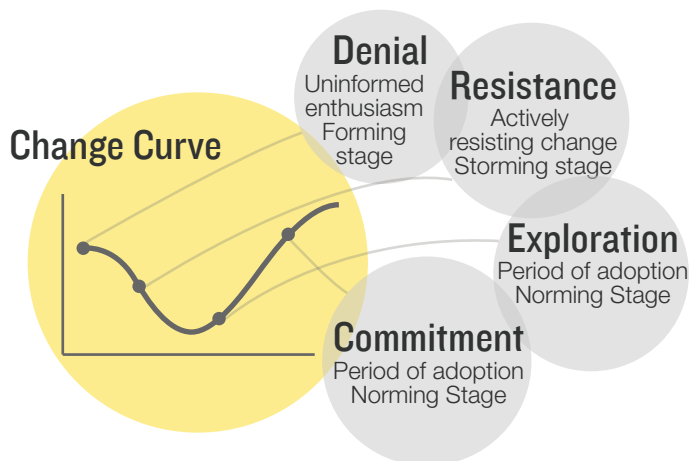 Change Curve
Denial
Uninformed
enthusiasm
Forming
stage
Resistance
Actively
resisting change
Storming stage
Exploration
Period of adoption
Norming Stage
Commitment
Period of adoption
Norming Stage